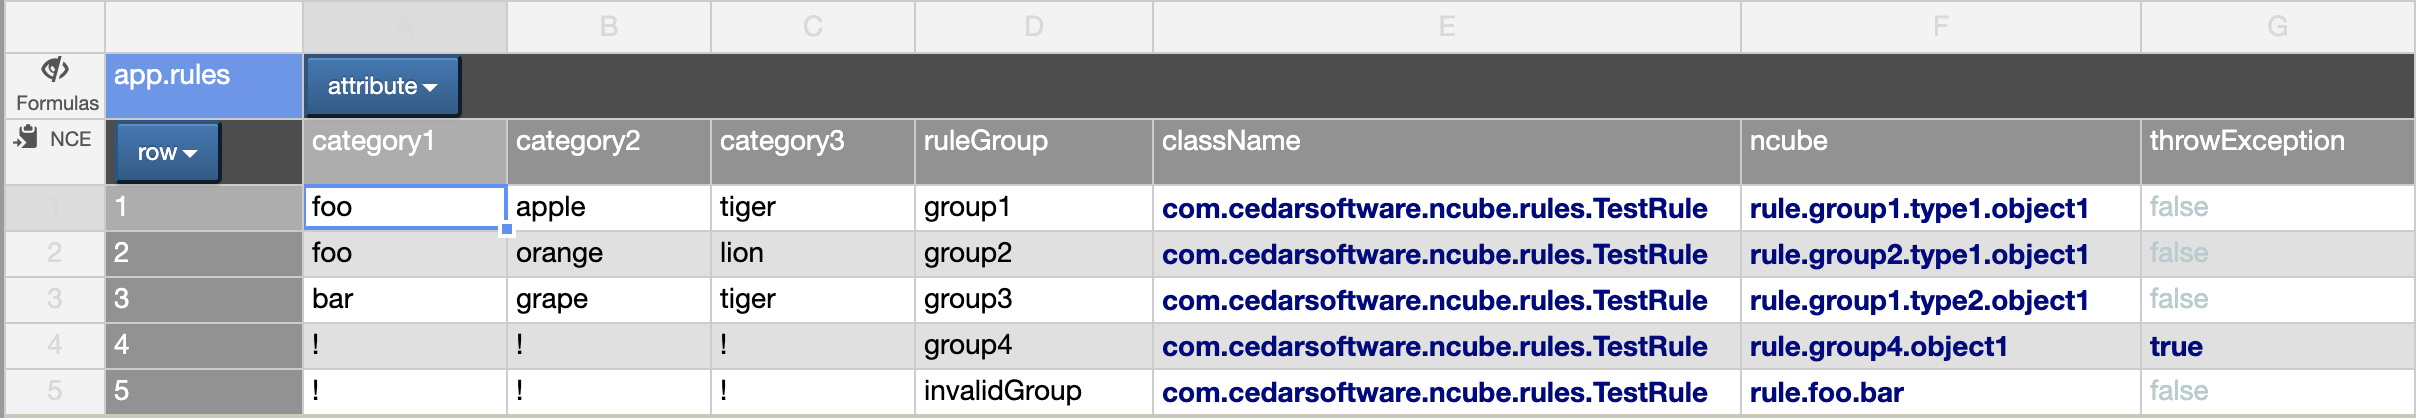 A B C D E F G
Formulas app.rules attribute
NCE row category1 category2 category3 ruleGroup className ncube throwException
1 1 foo apple tiger group1 com.cedarsoftware.ncube.rules.TestRule rule.group1.type1.object1 false
2 2 foo orange lion group2 com.cedarsoftware.ncube.rules.TestRule rule.group2.type1.object1 false
3 3 bar grape tiger group3 com.cedarsoftware.ncube.rules.TestRule rule.group1.type2.object1 false
4 4 ! ! ! group4 com.cedarsoftware.ncube.rules.TestRule rule.group4.object1 true
5 5 ! ! ! invalidGroup com.cedarsoftware.ncube.rules.TestRule rule.foo.bar false